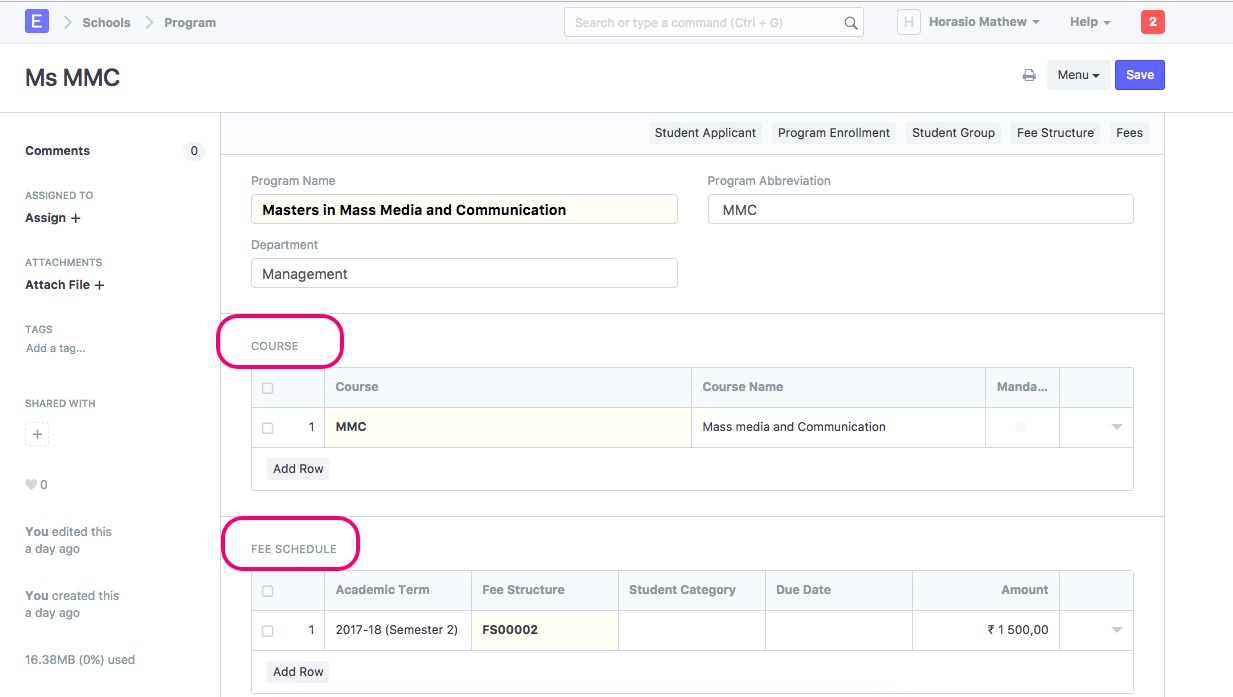 E Schools Program Search or type a command (Ctrl + G) H Horasio Mathew Help 2
Ms MMC Menu Save
Student Applicant Program Enrollment Student Group Fee Structure Fees
Comments 0
ASSIGNED TO
Assign +
ATTACHMENTS
Attach File +
TAGS
Add a tag...
SHARED WITH
+
0
You edited this
a day ago
You created this
a day ago
16.38MB (0%) used
Program Name Program Abbreviation
Masters in Mass Media and Communication MMC
Department
Management
COURSE
Course Course Name Manda...
1 MMC Mass media and Communication
Add Row
FEE SCHEDULE
Academic Term Fee Structure Student Category Due Date Amount
1 2017-18 (Semester 2) FS00002 ₹ 1 500,00
Add Row